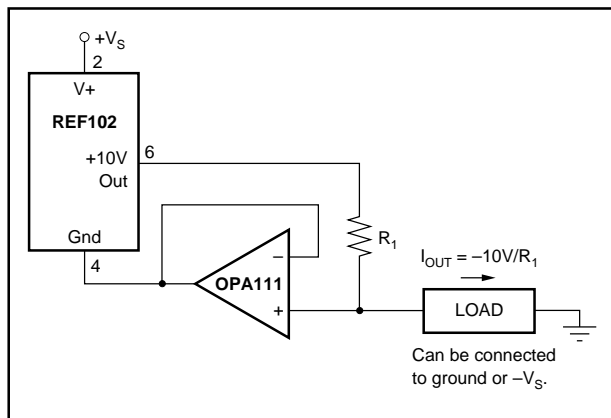 +V_S
2
V+
REF102
+10V
Out
6
R_1
Gnd
4
−
OPA111
+
I_OUT = −10V/R_1
LOAD
Can be connected
to ground or −V_S.